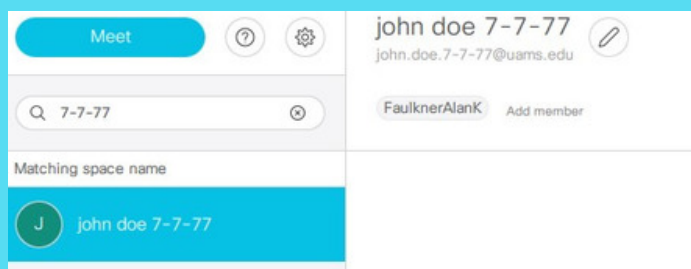 Meet
7-7-77
Matching space name
J
john doe 7-7-77
john doe 7-7-77
john.doe.7-7-77@uams.edu
FaulknerAlanK
Add member